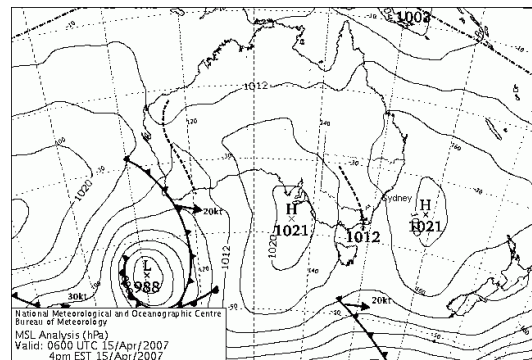 1002
1012
1020
20kt
Sydney
H
1021
H
1021
1012
1020
1012
L
988
30kt
20kt
National Meteorological and Oceanographic Centre
Bureau of Meteorology
MSL Analysis (hPa)
Valid: 0600 UTC 15/Apr/2007
4pm EST 15/Apr/2007